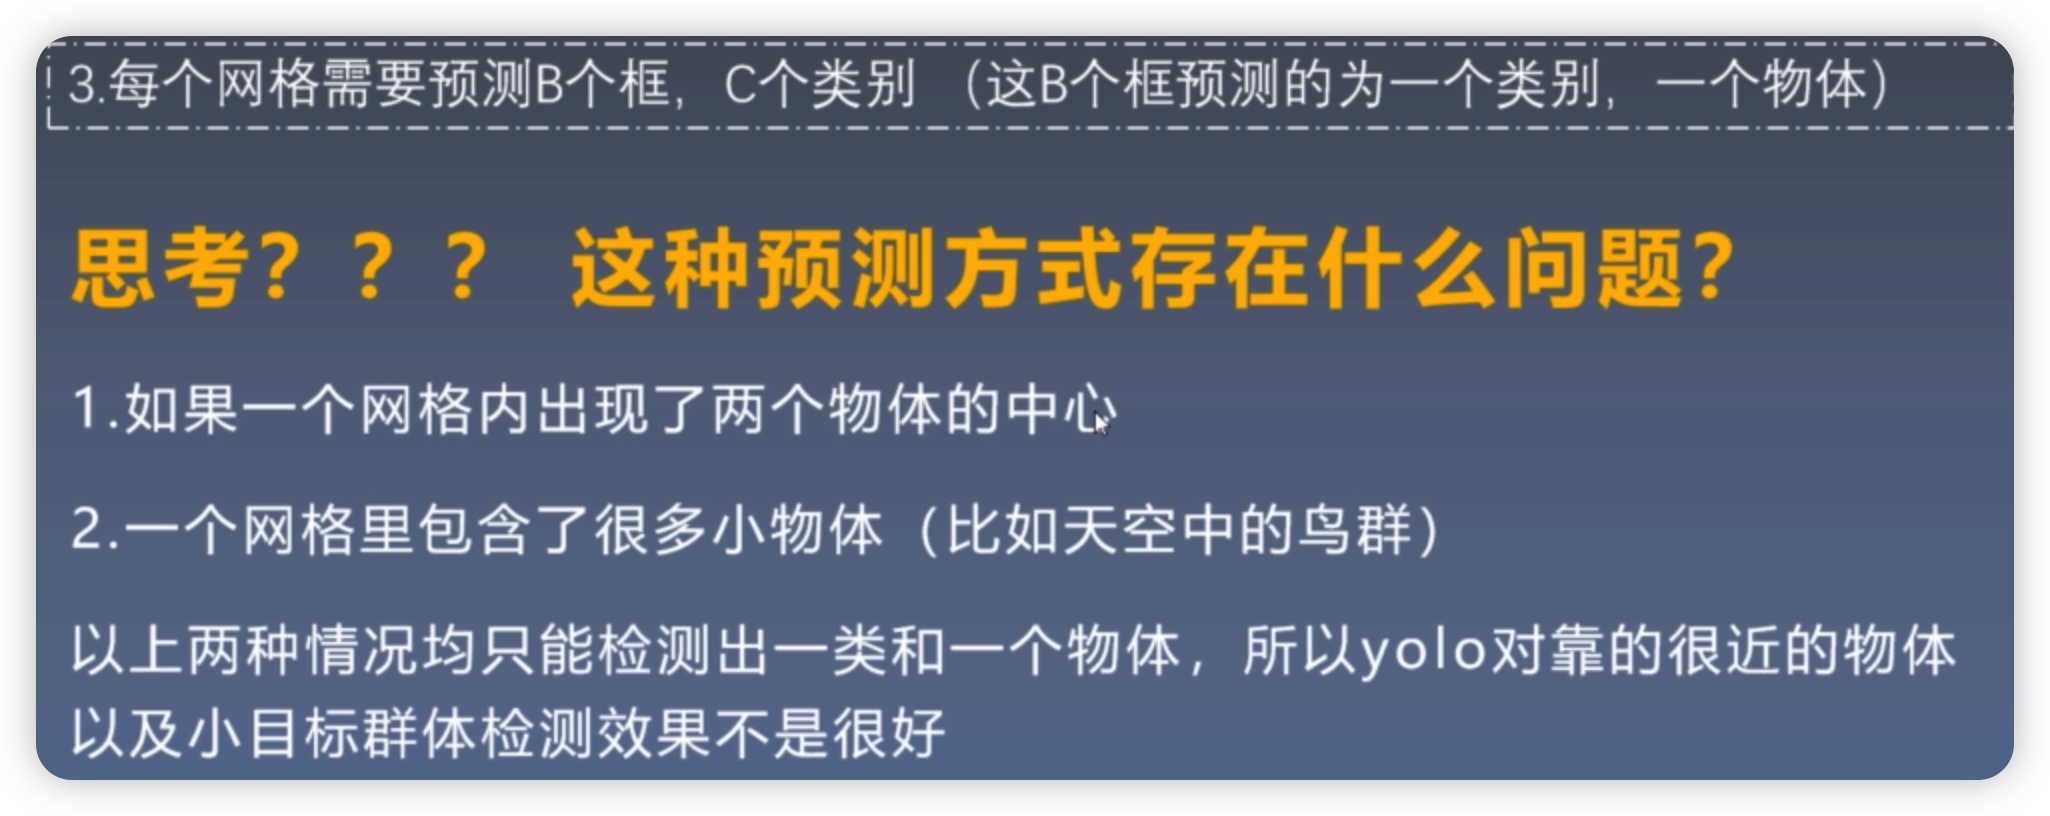 3.每个网格需要预测B个框，C个类别 （这B个框预测的为一个类别，一个物体）
思考？？？ 这种预测方式存在什么问题？
1.如果一个网格内出现了两个物体的中心
2.一个网格里包含了很多小物体（比如天空中的鸟群）
以上两种情况均只能检测出一类和一个物体，所以yolo对靠的很近的物体
以及小目标群体检测效果不是很好